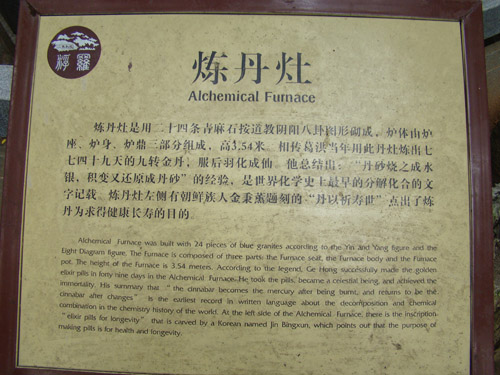 炼丹灶
Alchemical Furnace
炼丹灶是用二十四条青麻石按道教阴阳八卦图形砌成，炉体由炉
座、炉身、炉鼎三部分组成，高3.54米。相传葛洪当年用此丹灶炼出七
七四十九天的九转金丹，服后羽化成仙。他总结出：“丹砂烧之成水
银，积变又还原成丹砂”的经验，是世界化学史上最早的分解化合的文
字记载。炼丹灶左侧有朝鲜族人金秉薰题刻的“丹以祈寿世”点出了炼
丹为求得健康长寿的目的。
Alchemical Furnace was built with 24 pieces of blue granites according to the Yin and Yang figure and the
Eight Diagram figure. The Furnace is composed of three parts: the Furnace seat, the Furnace body and the Furnace
pot. The height of the Furnace is 3.54 meters. According to the legend, Ge Hong successfully made the golden
elixir pills in forty nine days in the Alchemical Furnace. He took the pills, became a celestial being, and achieved the
immortality. His summary that “ the cinnabar becomes the mercury after being burnt, and returns to be the
cinnabar after changes” is the earliest record in written language about the decomposition and chemical
combination in the chemistry history of the world. At the left side of the Alchemical Furnace, there is the inscription
“elixir pills for longevity” that is carved by a Korean named Jin Bingxun, which points out that the purpose of
making pills is for health and longevity.